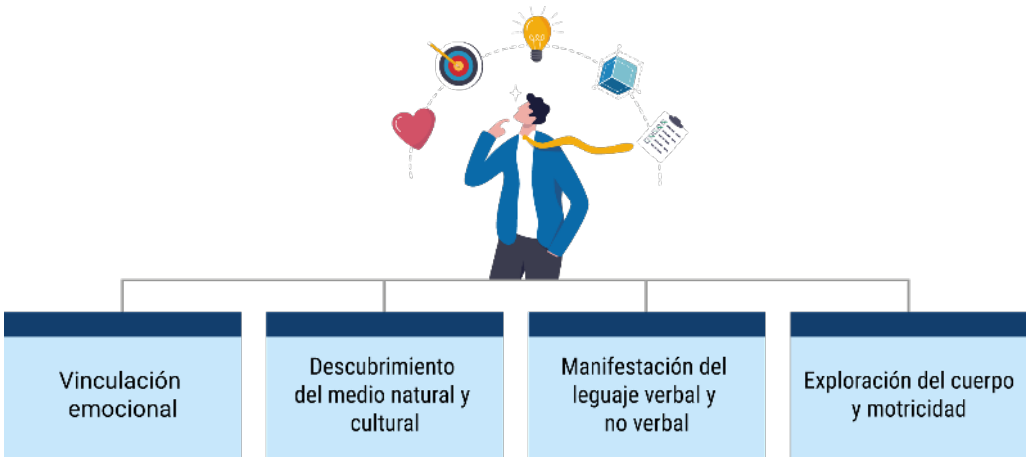 Vinculación
emocional
Descubrimiento
del medio natural y
cultural
Manifestación del
leguaje verbal y
no verbal
Exploración del cuerpo
y motricidad